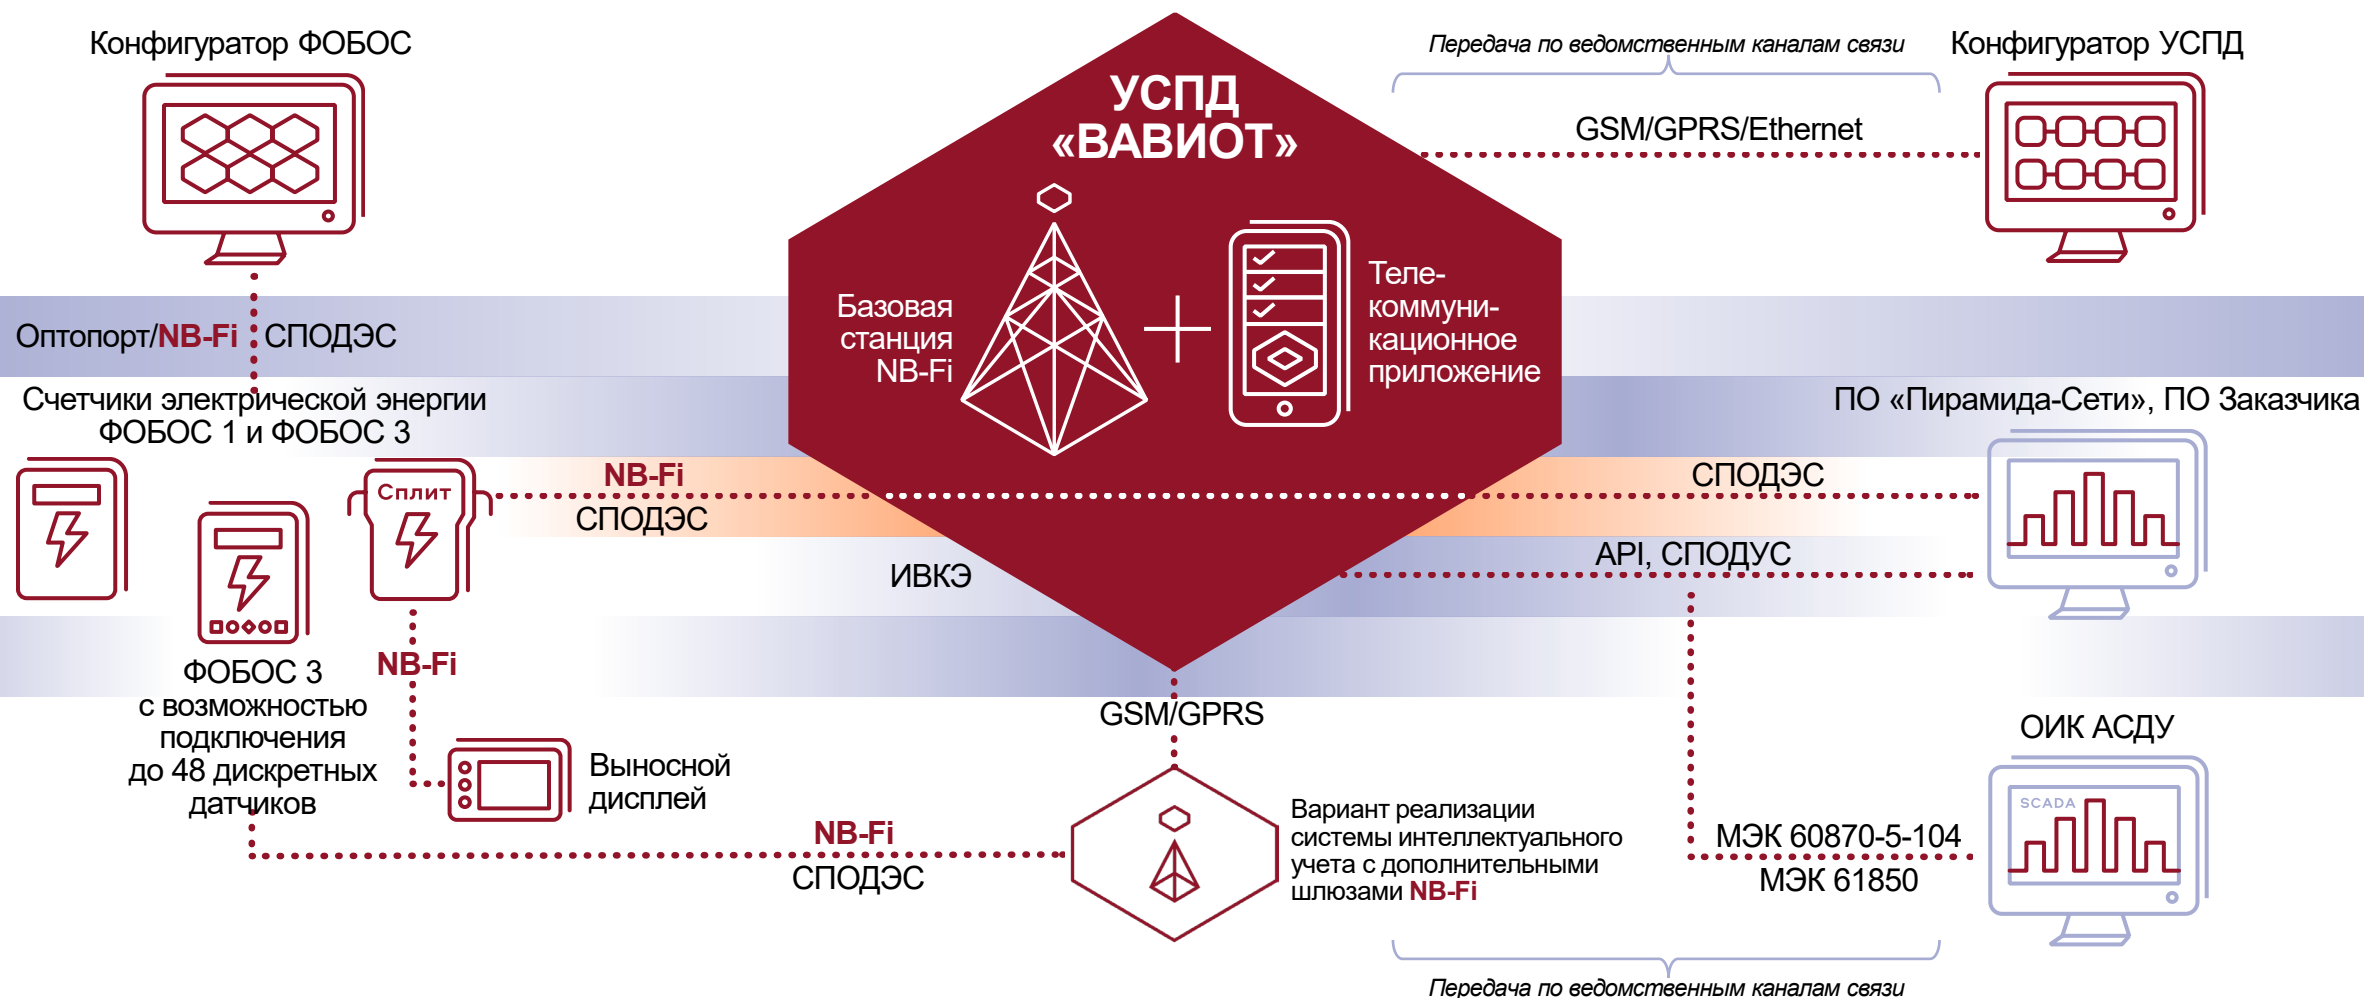 Конфигуратор ФОБОС
УСПД
«ВАВИОТ»
Передача по ведомственным каналам связи
Конфигуратор УСПД
GSM/GPRS/Ethernet
Базовая
станция
NB-Fi
Теле-
коммуни-
кационное
приложение
Оптопорт/NB-Fi СПОДЭС
Счетчики электрической энергии
ФОБОС 1 и ФОБОС 3
ПО «Пирамида-Сети», ПО Заказчика
Сплит
NB-Fi
СПОДЭС
СПОДЭС
ИВКЭ
API, СПОДУС
NB-Fi
ФОБОС 3
с возможностью
подключения
до 48 дискретных
датчиков
Выносной
дисплей
GSM/GPRS
NB-Fi
СПОДЭС
Вариант реализации
системы интеллектуального
учета с дополнительными
шлюзами NB-Fi
ОИК АСДУ
SCADA
МЭК 60870-5-104
МЭК 61850
Передача по ведомственным каналам связи